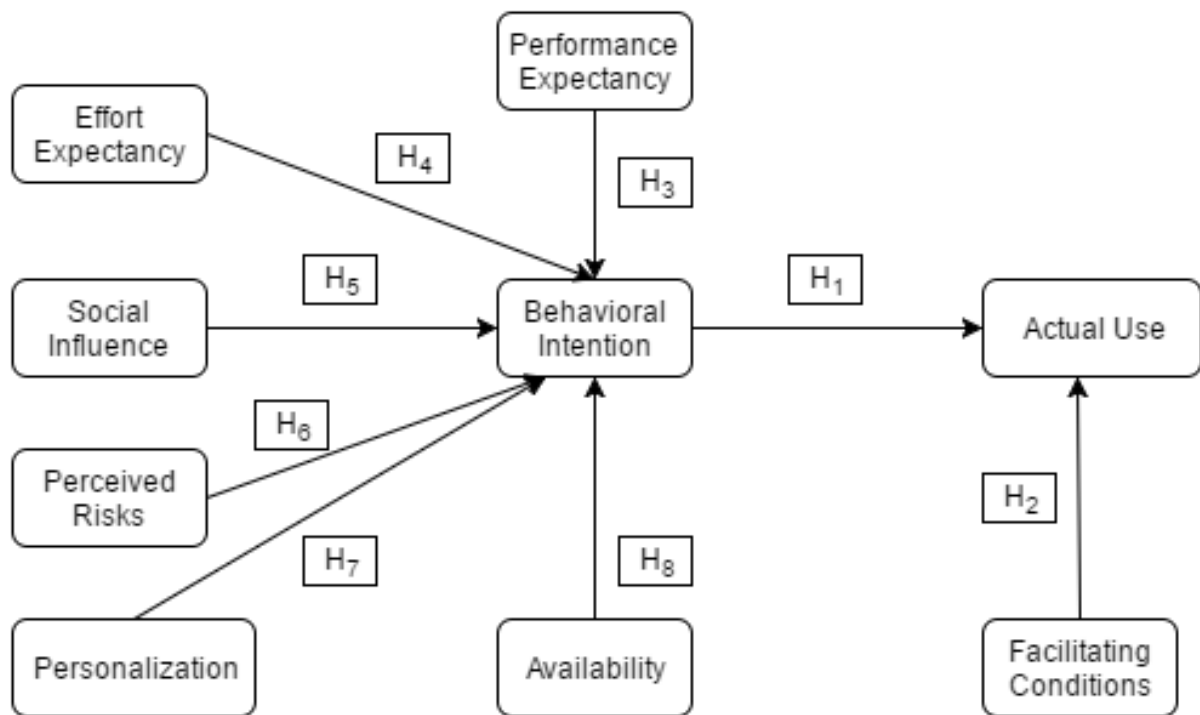 Performance
Expectancy
Effort
Expectancy
H4
H3
Social
Influence
H5
Behavioral
Intention
H1
Actual Use
Perceived
Risks
H6
H7
H8
H2
Personalization
Availability
Facilitating
Conditions